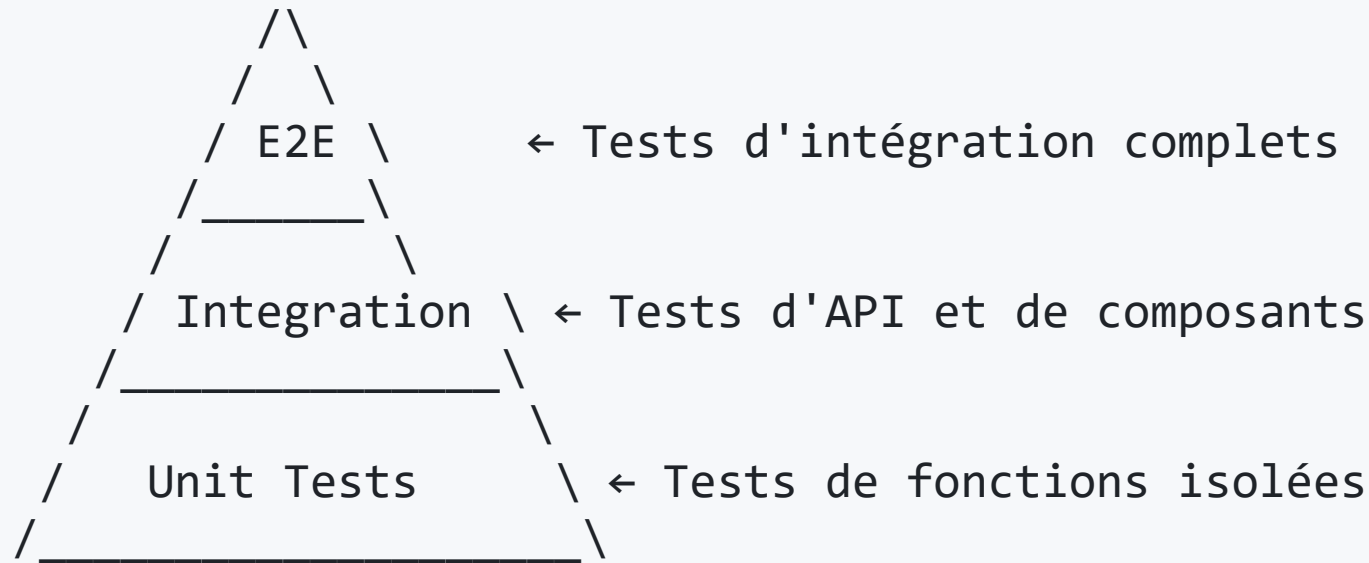 /\
/  \
/ E2E \     ← Tests d'intégration complets
/______\
/        \
/ Integration \ ← Tests d'API et de composants
/______________\
/                \
/   Unit Tests     \ ← Tests de fonctions isolées
/____________________\